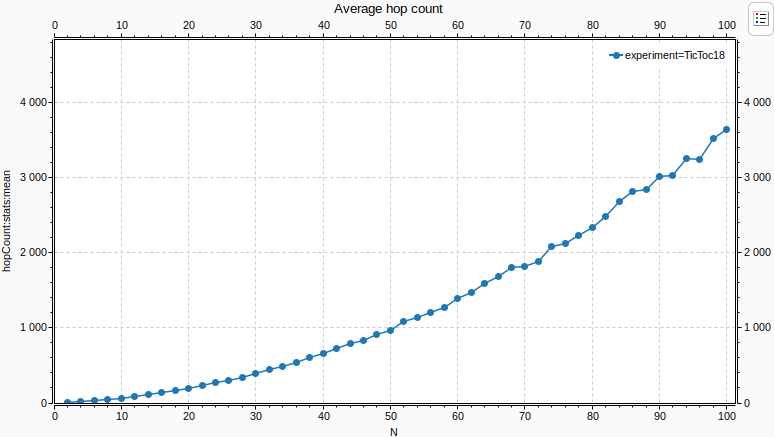 Average hop count
0 10 20 30 40 50 60 70 80 90 100
experiment=TicToc18
4 000 4 000
3 000 3 000
2 000 2 000
1 000 1 000
0 0
hopCount:stats:mean
0 10 20 30 40 50 60 70 80 90 100
N